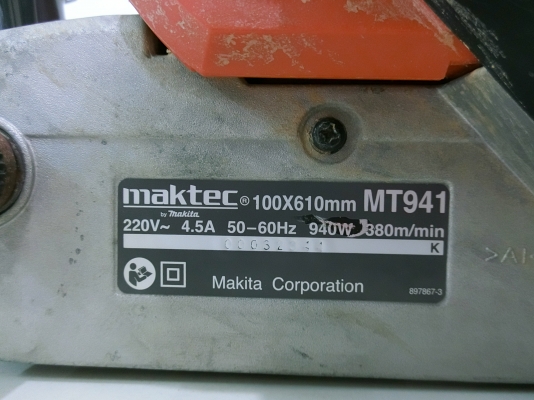 maktec® 100X610mm MT941
by makita
220V~ 4.5A 50-60Hz 940W 380m/min
K
Makita Corporation
897867-3